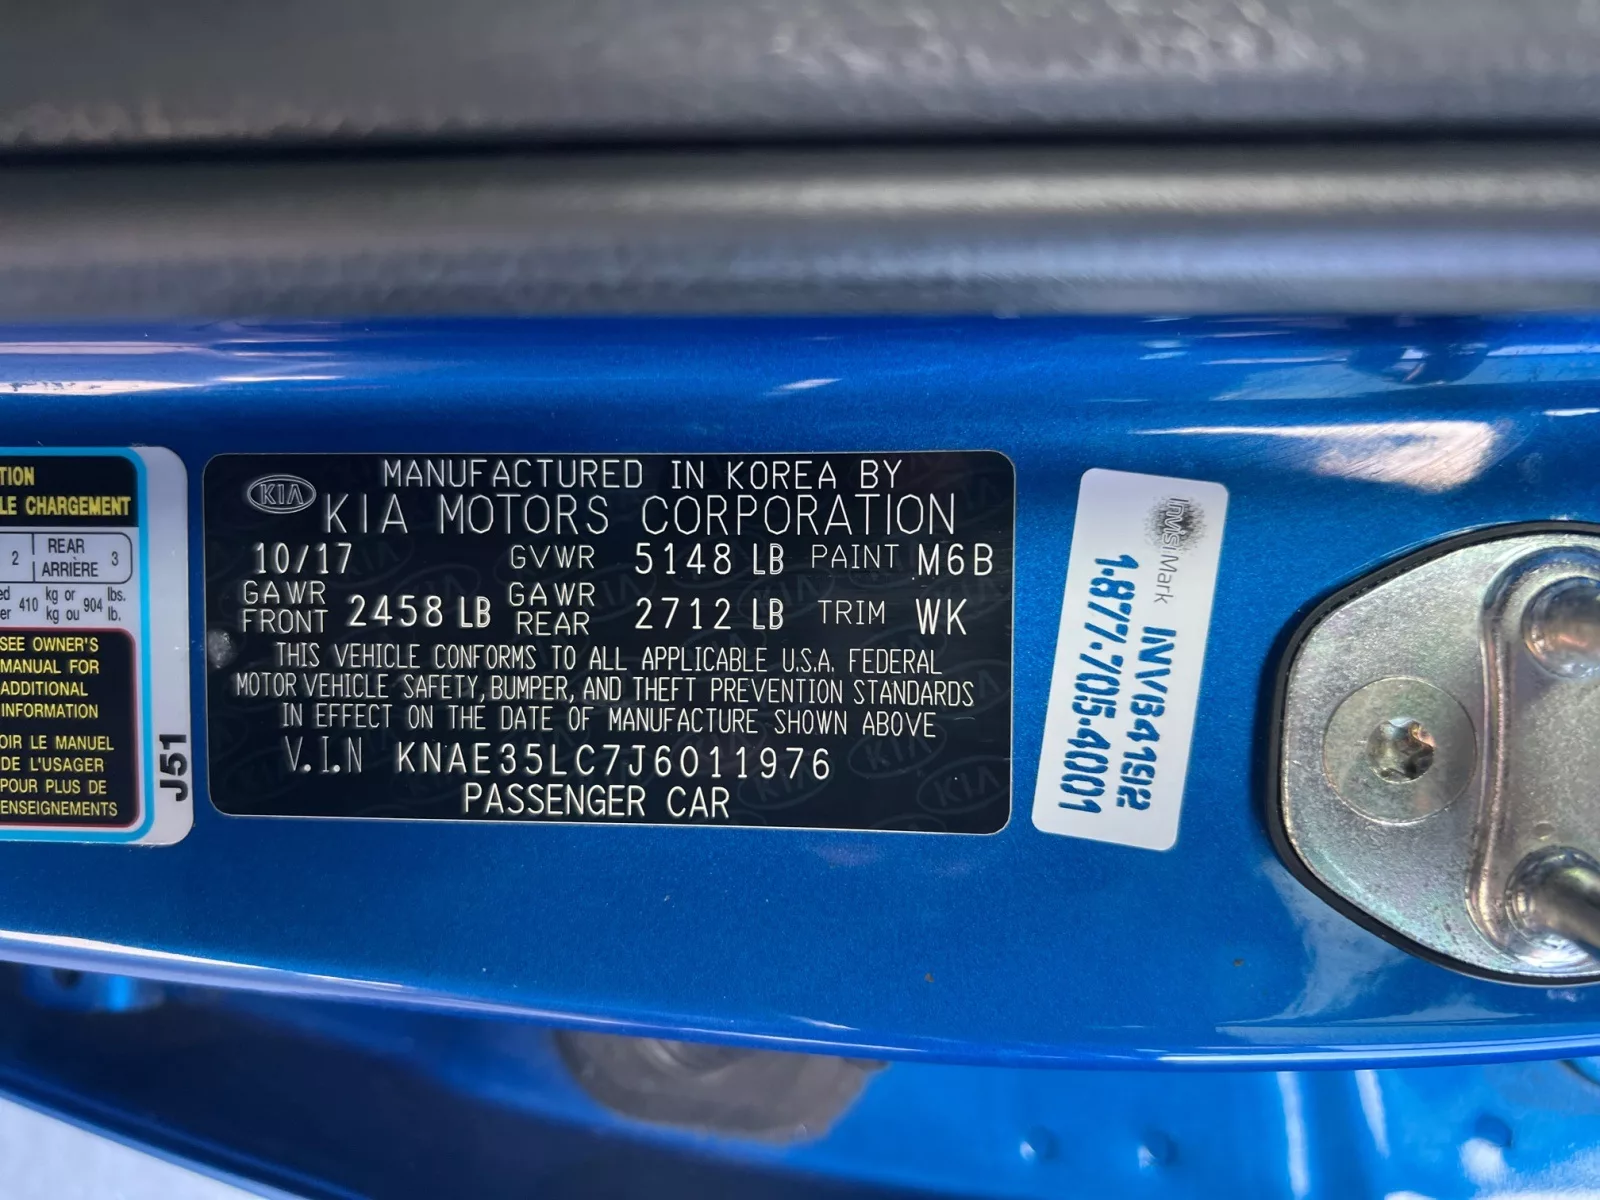 TION
LE CHARGEMENT
2 REAR ARRIÈRE 3
410 kg or kg ou 904 lbs. lb.
SEE OWNER'S
MANUAL FOR
ADDITIONAL
INFORMATION
OIR LE MANUEL
DE L'USAGER
POUR PLUS DE
ENSEIGNEMENTS
J51
KIA
MANUFACTURED IN KOREA BY
KIA MOTORS CORPORATION
10/17 GVWR 5148 LB PAINT M6B
GAWR FRONT 2458 LB GAWR REAR 2712 LB TRIM WK
THIS VEHICLE CONFORMS TO ALL APPLICABLE U.S.A. FEDERAL
MOTOR VEHICLE SAFETY, BUMPER, AND THEFT PREVENTION STANDARDS
IN EFFECT ON THE DATE OF MANUFACTURE SHOWN ABOVE
V.I.N KNAE35LC7J6011976
PASSENGER CAR
InVisiMark
INV8341912
1-877-705-4001